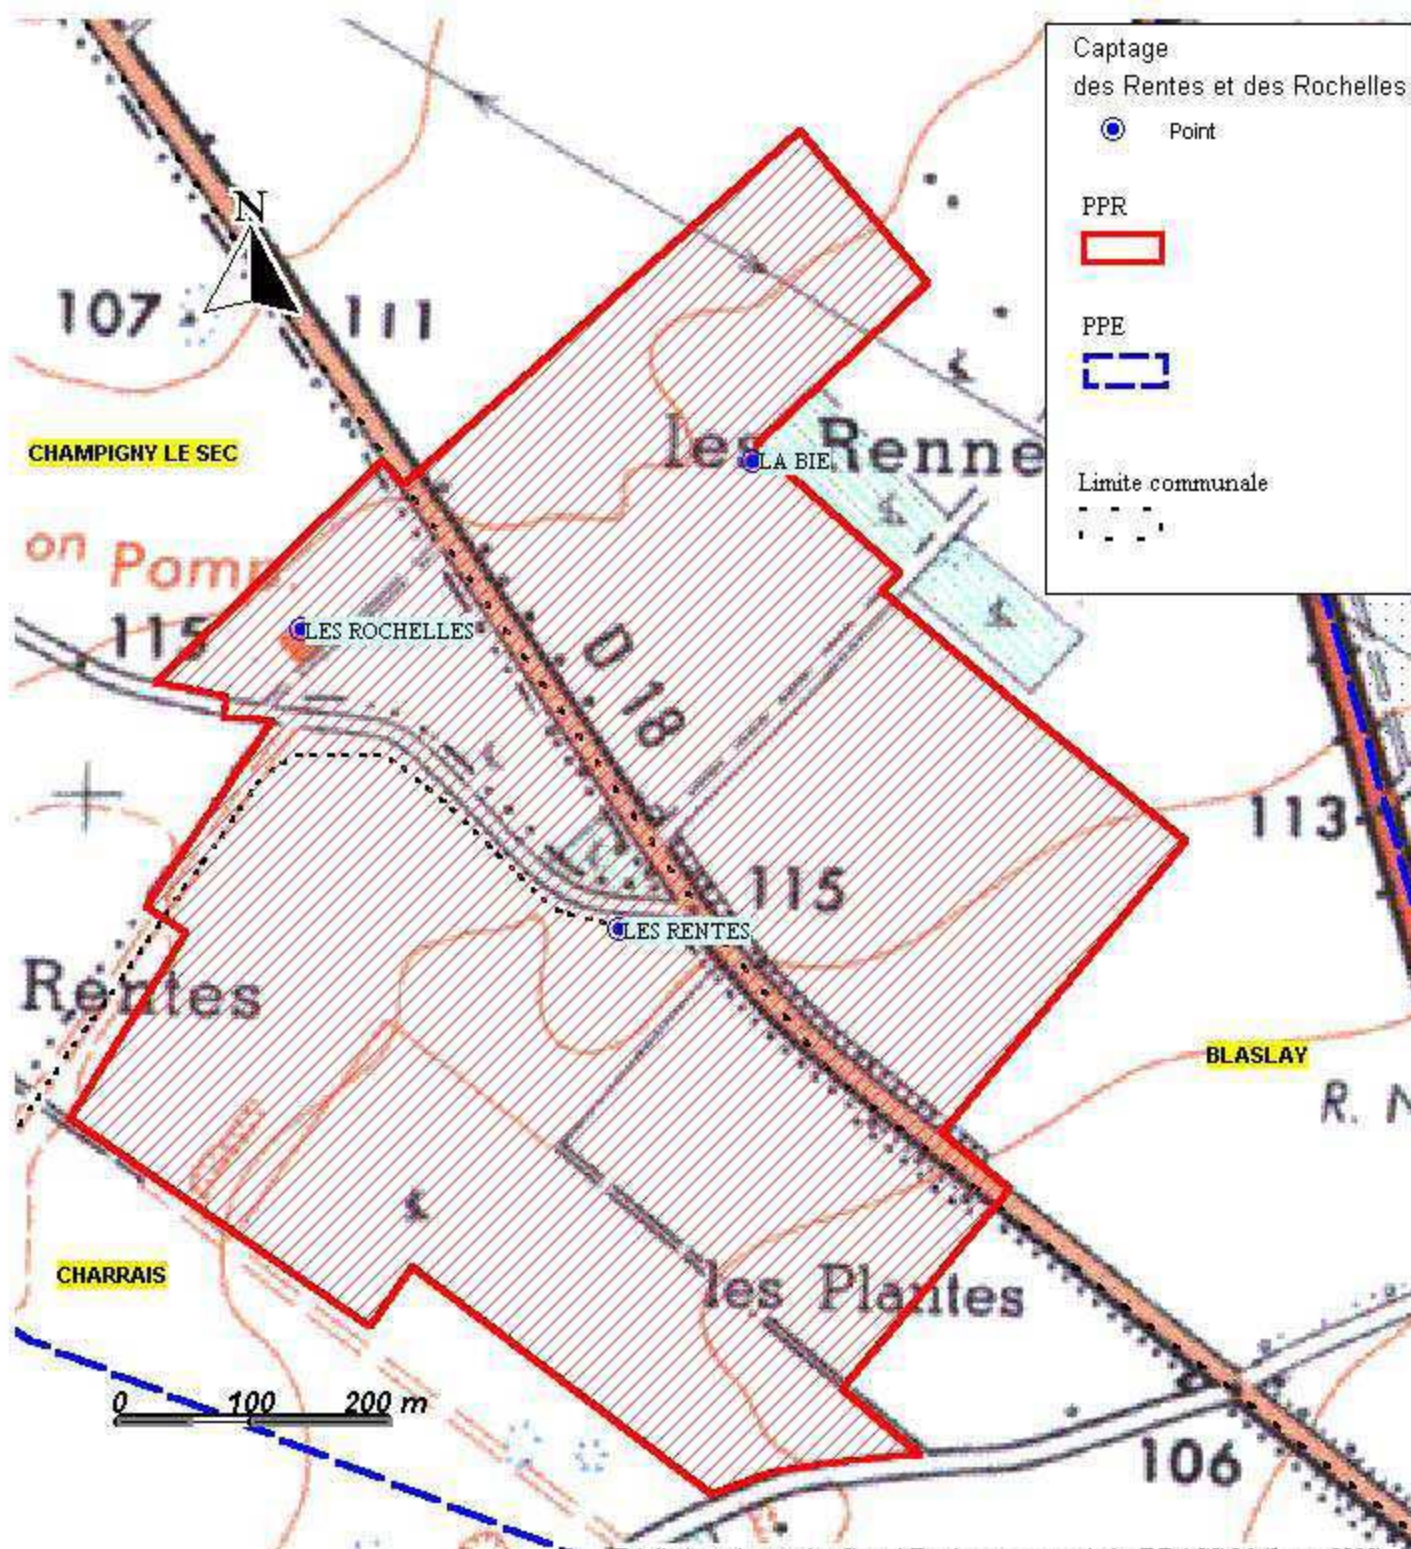 Captage
des Rentes et des Rochelles
Point
PPR
PPE
Limite communale
N
107
111
CHAMPIGNY LE SEC
les Renne
LA BIE
on Pomp.
115
LES ROCHELLES
D 18
113
115
LES RENTES
Rentes
BLASLAY
R. N
CHARRAIS
les Plantes
0 100 200 m
106